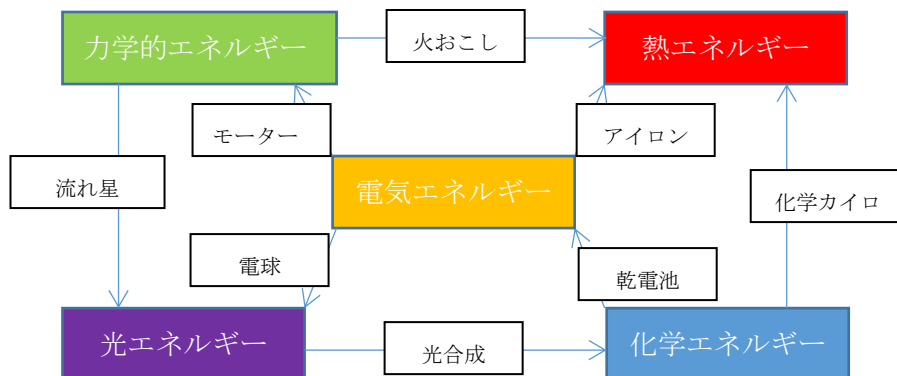 力学的エネルギー
火おこし
熱エネルギー
モーター
アイロン
流れ星
電気エネルギー
化学カイロ
電球
乾電池
光エネルギー
光合成
化学エネルギー